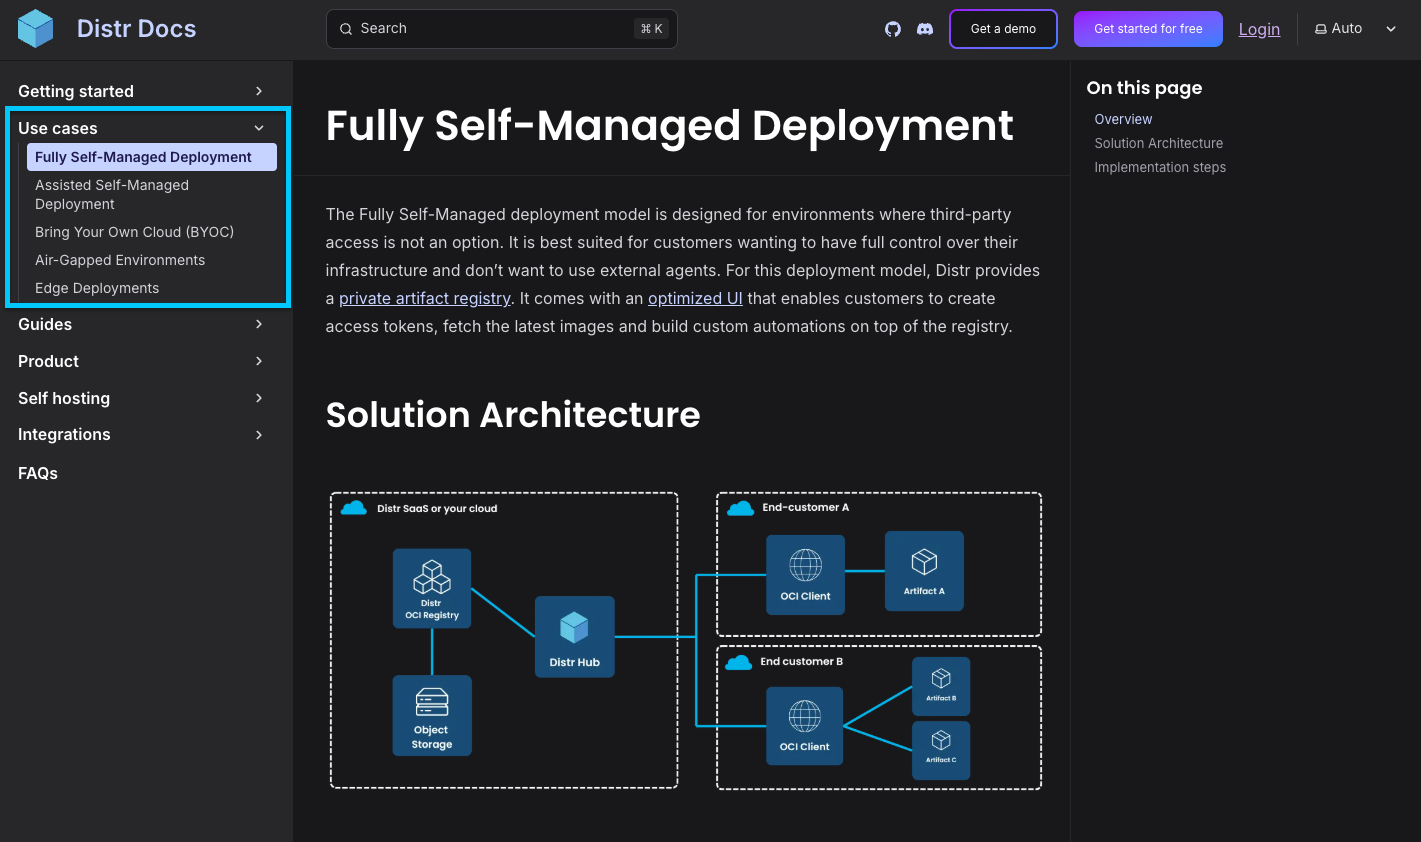 Distr Docs
Search
⌘ K
Get a demo
Get started for free
Login
Auto
Getting started
Use cases
Fully Self-Managed Deployment
Assisted Self-Managed
Deployment
Bring Your Own Cloud (BYOC)
Air-Gapped Environments
Edge Deployments
Guides
Product
Self hosting
Integrations
FAQs
Fully Self-Managed Deployment
The Fully Self-Managed deployment model is designed for environments where third-party
access is not an option. It is best suited for customers wanting to have full control over their
infrastructure and don’t want to use external agents. For this deployment model, Distr provides
a private artifact registry. It comes with an optimized UI that enables customers to create
access tokens, fetch the latest images and build custom automations on top of the registry.
Solution Architecture
Distr SaaS or your cloud
Distr
OCI Registry
Distr Hub
Object
Storage
End-customer A
OCI Client
Artifact A
End customer B
OCI Client
Artifact B
Artifact C
On this page
Overview
Solution Architecture
Implementation steps